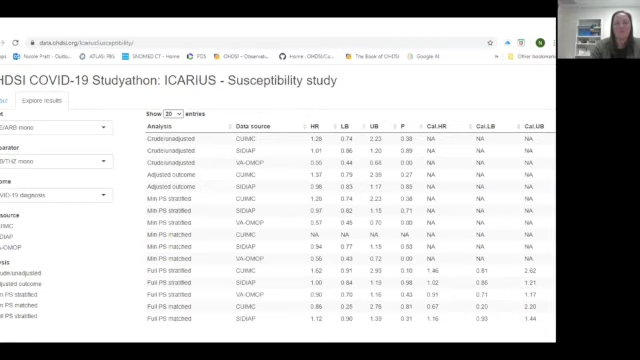 data.ohdsi.org/IcariusSusceptibility/
Apps Nicole Pratt - Outlo... ATLAS: RES SNOMED CT - Home PDS OHDSI – Observat... OHDSI/Co... The Book of OHDSI Google AI Other bookmarks
HDSI COVID-19 Studyathon: ICARIUS - Susceptibility study
out Explore results
Show 20 entries
Analysis Data source HR LB UB P Cal.HR Cal.LB Cal.UB
Crude/unadjusted CUIMC 1.28 0.74 2.23 0.38 NA NA NA
Crude/unadjusted SIDIAP 1.01 0.86 1.20 0.89 NA NA NA
Crude/unadjusted VA-OMOP 0.55 0.44 0.68 0.00 NA NA NA
Adjusted outcome CUIMC 1.37 0.79 2.39 0.27 NA NA NA
Adjusted outcome SIDIAP 0.98 0.83 1.17 0.85 NA NA NA
Min PS stratified CUIMC 1.28 0.74 2.23 0.38 NA NA NA
Min PS stratified SIDIAP 0.97 0.82 1.15 0.71 NA NA NA
Min PS stratified VA-OMOP 0.57 0.45 0.70 0.00 NA NA NA
Min PS matched CUIMC NA NA NA NA NA NA NA
Min PS matched SIDIAP 0.94 0.77 1.15 0.53 NA NA NA
Min PS matched VA-OMOP 0.56 0.43 0.72 0.00 NA NA NA
Full PS stratified CUIMC 1.62 0.91 2.93 0.10 1.46 0.81 2.62
Full PS stratified SIDIAP 1.00 0.84 1.19 0.98 1.02 0.86 1.21
Full PS stratified VA-OMOP 0.90 0.70 1.16 0.43 0.91 0.71 1.17
Full PS matched CUIMC 0.86 0.28 2.76 0.81 0.67 0.20 2.20
Full PS matched SIDIAP 1.12 0.90 1.39 0.31 1.16 0.93 1.44
et
E/ARB mono
parator
B/THZ mono
ome
VID-19 diagnosis
source
UIMC
DIAP
A-OMOP
ysis
rude/unadjusted
djusted outcome
in PS stratified
in PS matched
ull PS stratified